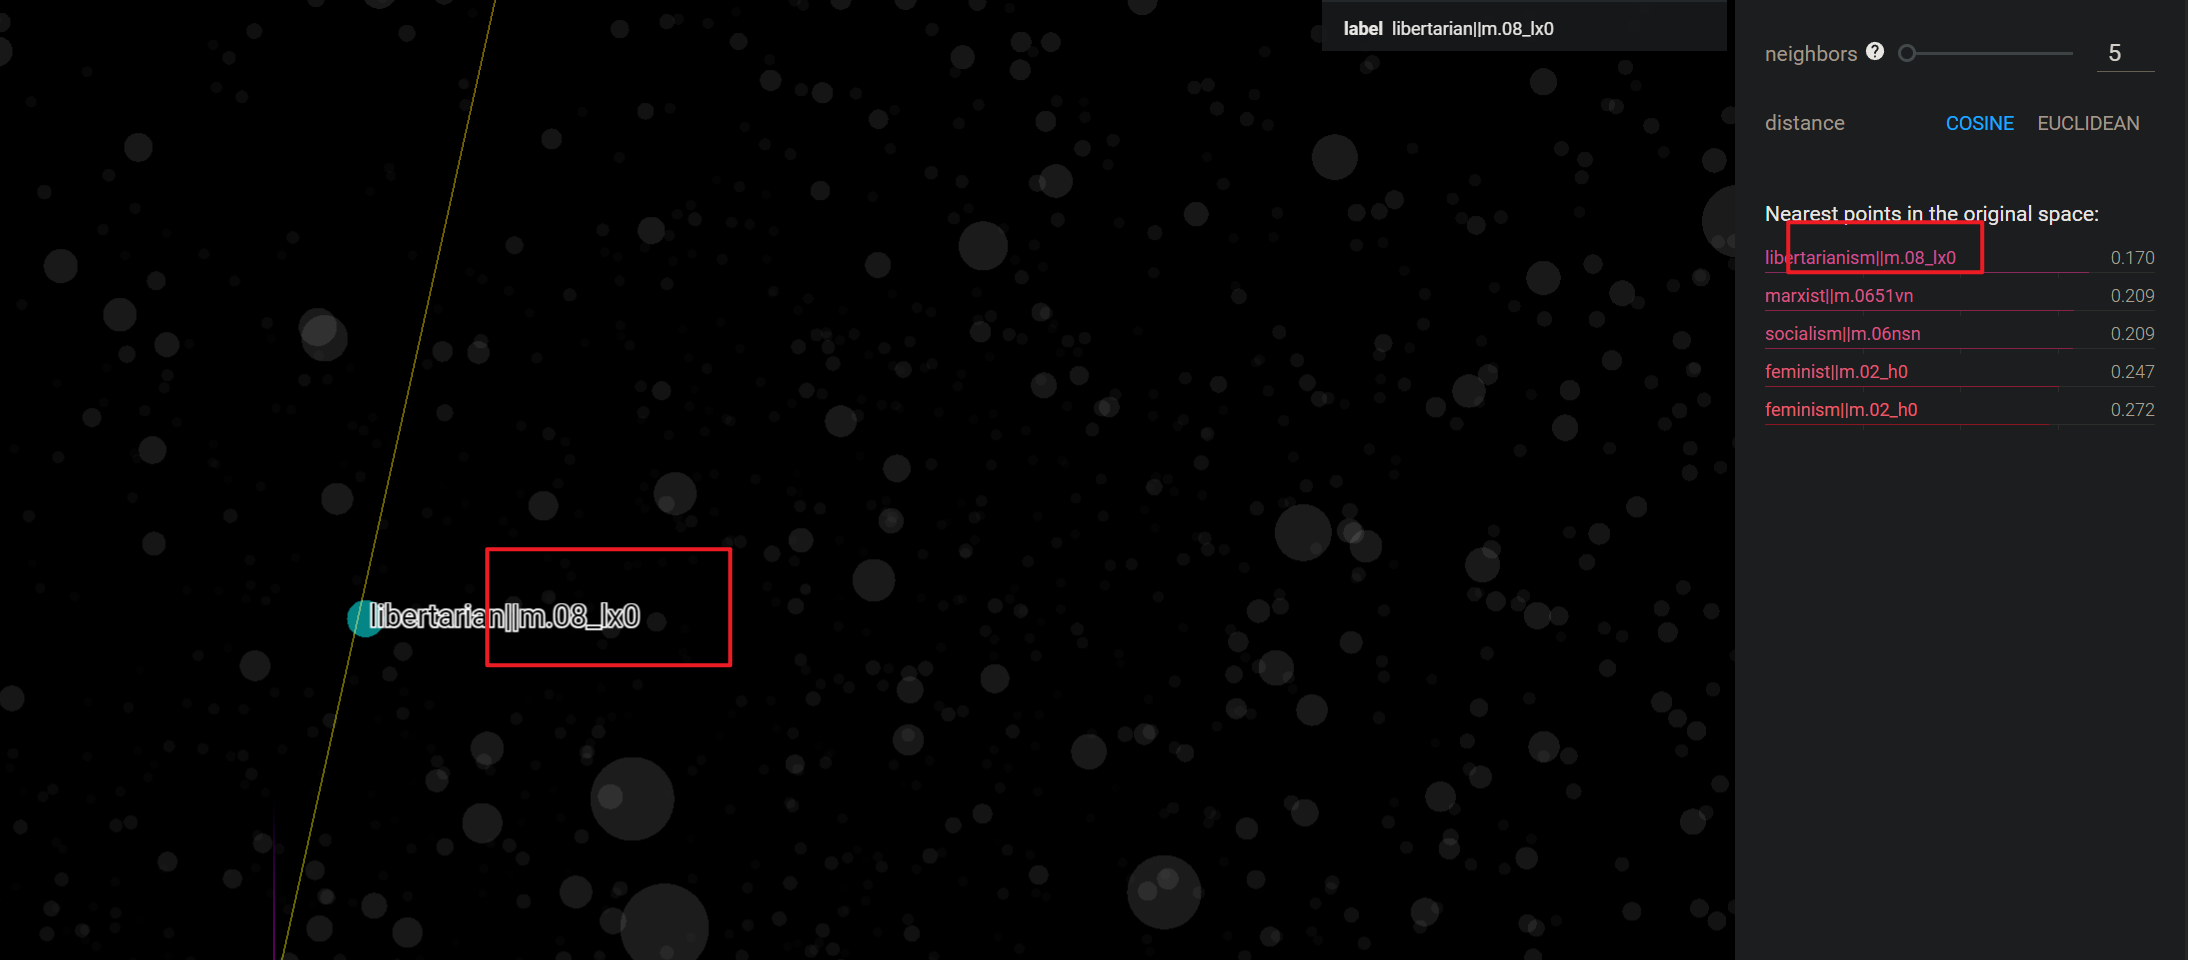 label libertarian||m.08_lx0
neighbors ? 5
distance COSINE EUCLIDEAN
Nearest points in the original space:
libertarianism||m.08_lx0 0.170
marxist||m.0651vn 0.209
socialism||m.06nsn 0.209
feminist||m.02_h0 0.247
feminism||m.02_h0 0.272
libertarian||m.08_lx0